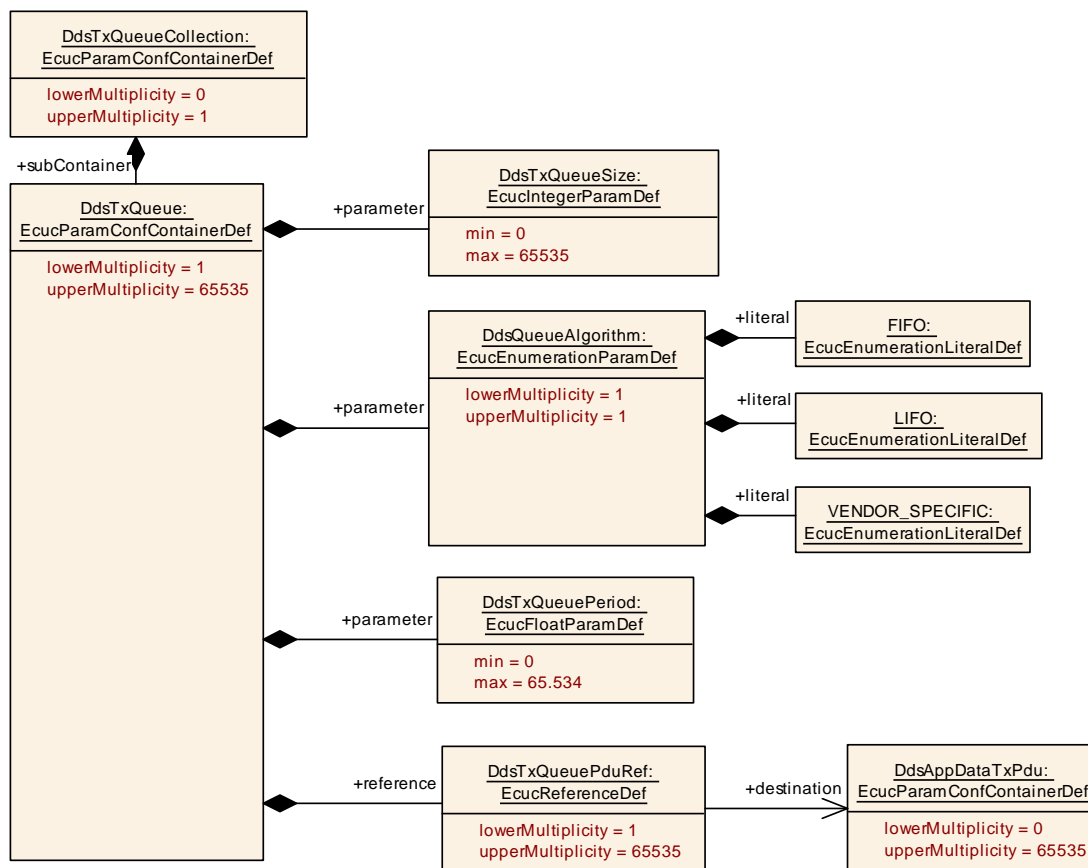 DdsTxQueueCollection:
EcucParamConfContainerDef
lowerMultiplicity = 0
upperMultiplicity = 1
+subContainer
DdsTxQueue:
EcucParamConfContainerDef
lowerMultiplicity = 1
upperMultiplicity = 65535
+parameter
DdsTxQueueSize:
EcucIntegerParamDef
min = 0
max = 65535
+parameter
DdsQueueAlgorithm:
EcucEnumerationParamDef
lowerMultiplicity = 1
upperMultiplicity = 1
+literal
FIFO:
EcucEnumerationLiteralDef
+literal
LIFO:
EcucEnumerationLiteralDef
+literal
VENDOR_SPECIFIC:
EcucEnumerationLiteralDef
+parameter
DdsTxQueuePeriod:
EcucFloatParamDef
min = 0
max = 65.534
+reference
DdsTxQueuePduRef:
EcucReferenceDef
lowerMultiplicity = 1
upperMultiplicity = 65535
+destination
DdsAppDataTxPdu:
EcucParamConfContainerDef
lowerMultiplicity = 0
upperMultiplicity = 65535